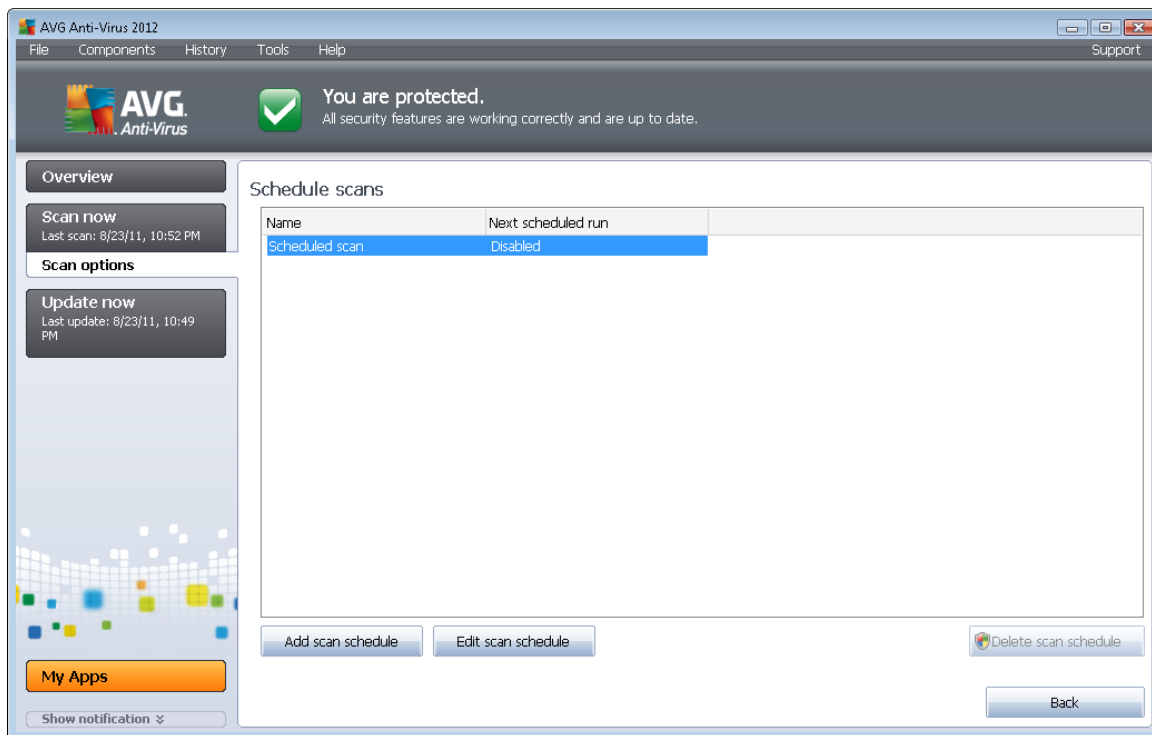 AVG Anti-Virus 2012
File Components History Tools Help Support
AVG.
Anti-Virus
You are protected.
All security features are working correctly and are up to date.
Overview
Scan now
Last scan: 8/23/11, 10:52 PM
Scan options
Update now
Last update: 8/23/11, 10:49
PM
My Apps
Show notification
Schedule scans
Name Next scheduled run
Scheduled scan Disabled
Add scan schedule Edit scan schedule Delete scan schedule
Back